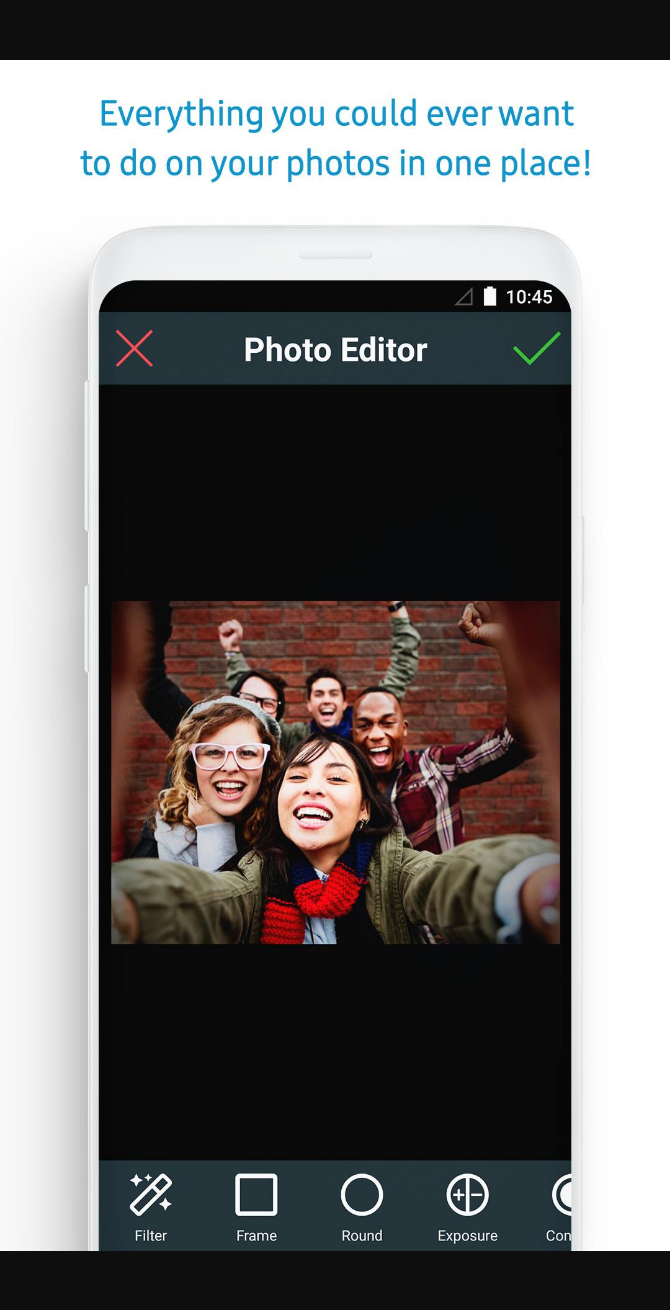 Everything you could ever want
to do on your photos in one place!
10:45
Photo Editor
Filter
Frame
Round
Exposure
Con